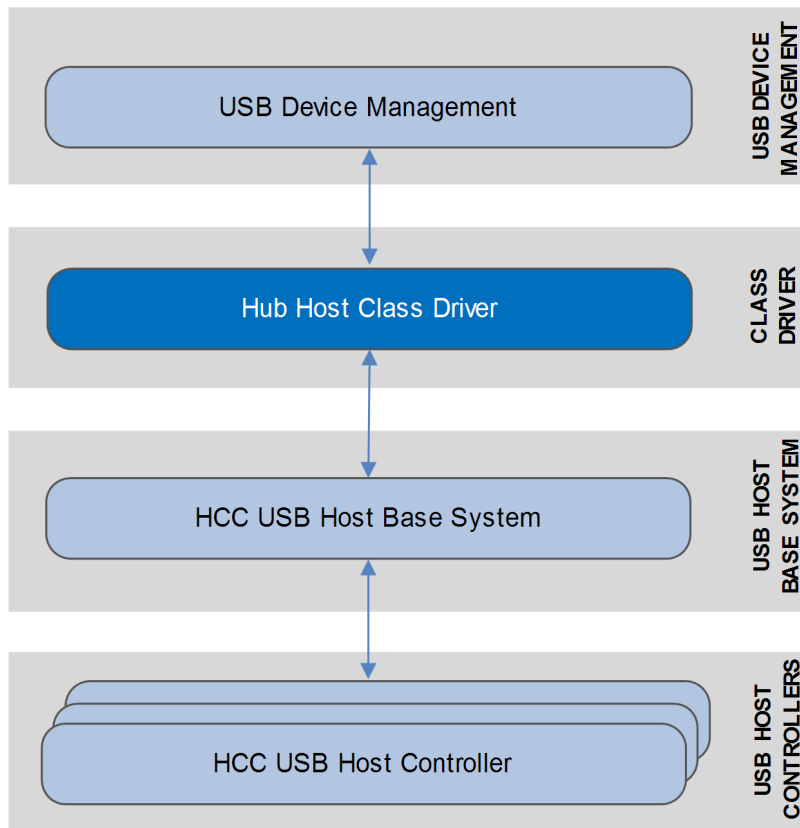 USB Device Management
USB DEVICE
MANAGEMENT
Hub Host Class Driver
CLASS
DRIVER
HCC USB Host Base System
USB HOST
BASE SYSTEM
HCC USB Host Controller
USB HOST
CONTROLLERS